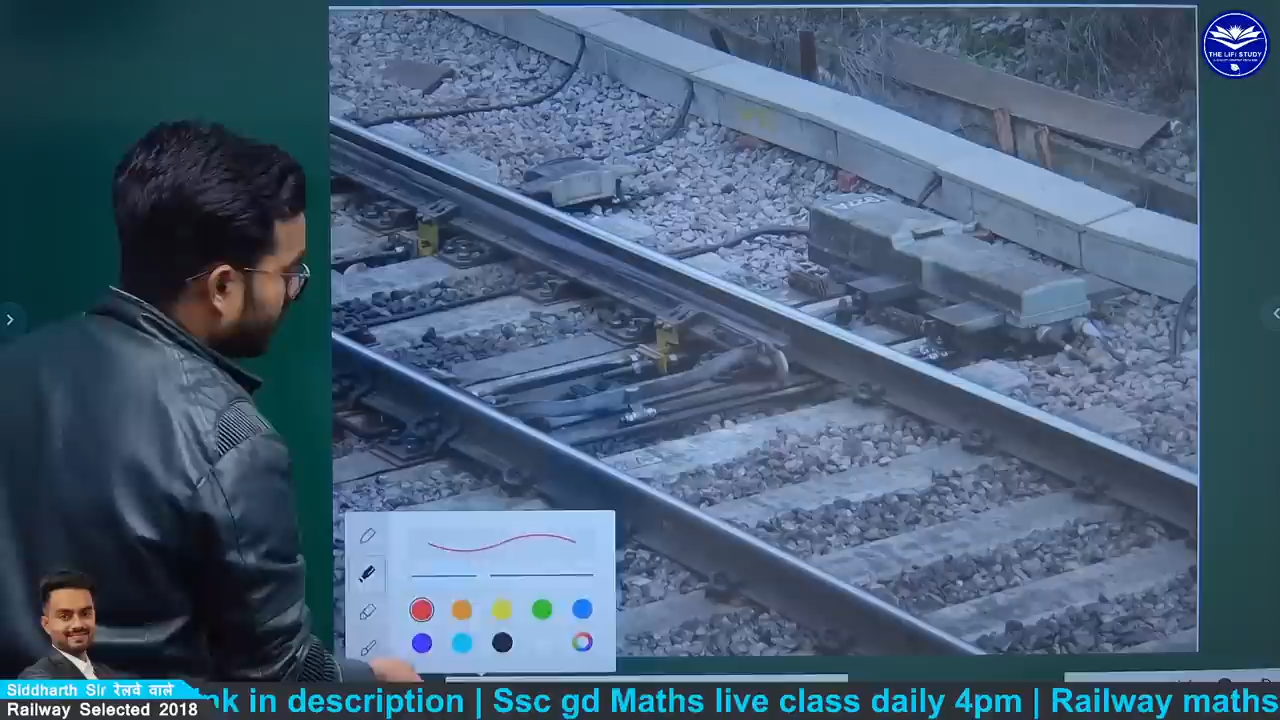 THE LIFI STUDY
Siddharth Sir रेलवे वाले
Railway Selected 2018
nk in description | Ssc gd Maths live class daily 4pm | Railway maths